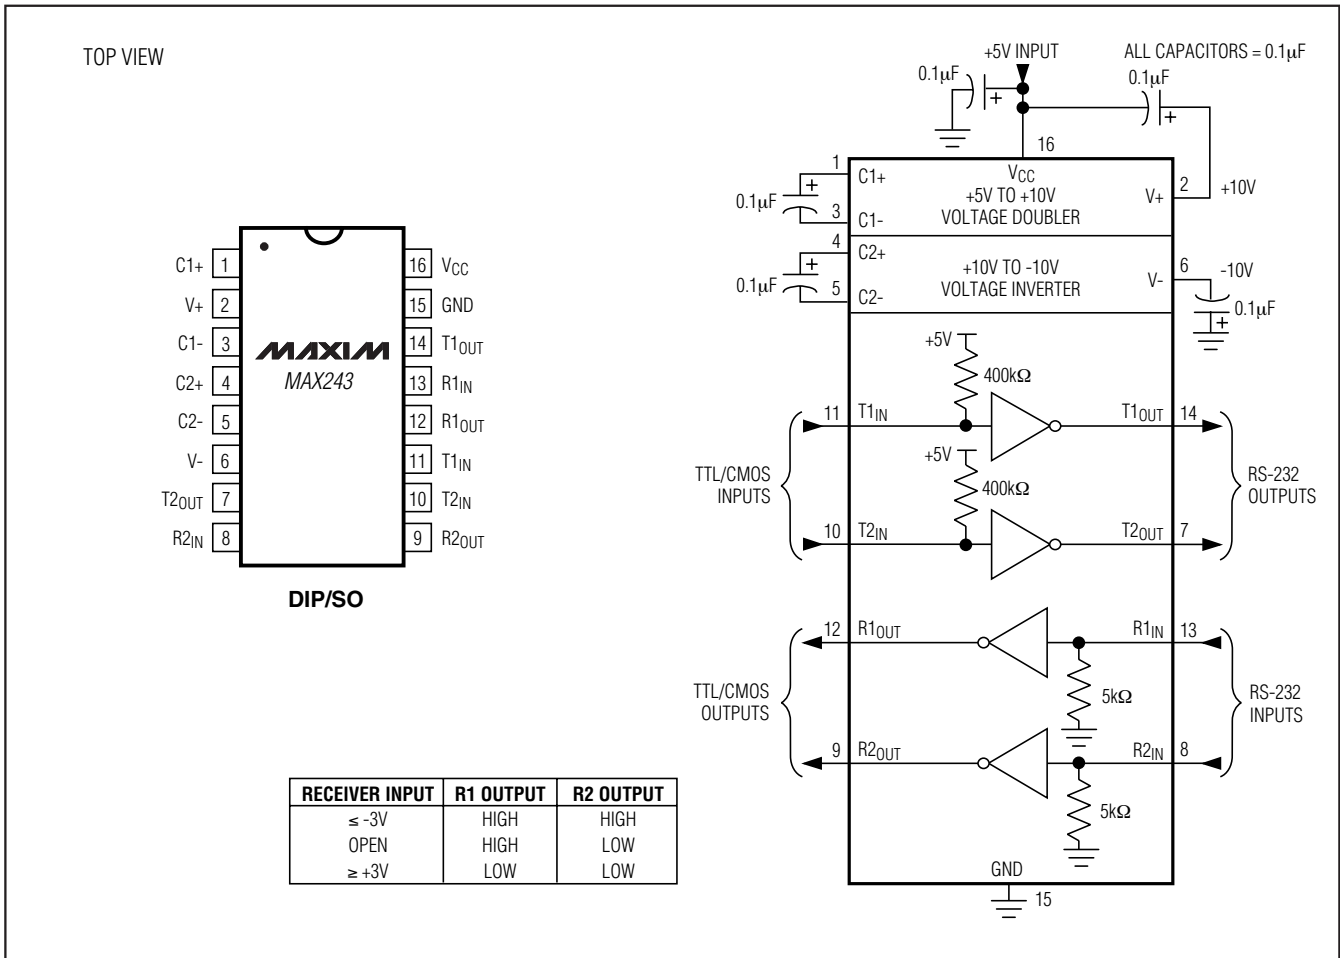 TOP VIEW
C1+ 1
V+ 2
C1- 3
C2+ 4
C2- 5
V- 6
T2OUT 7
R2IN 8
16 VCC
15 GND
14 T1OUT
13 R1IN
12 R1OUT
11 T1IN
10 T2IN
9 R2OUT
MAXIM
MAX243
DIP/SO
RECEIVER INPUT R1 OUTPUT R2 OUTPUT
≤ -3V HIGH HIGH
OPEN HIGH LOW
≥ +3V LOW LOW
+5V INPUT
ALL CAPACITORS = 0.1µF
0.1µF
+
0.1µF
+
16
VCC
+5V TO +10V
VOLTAGE DOUBLER
1
C1+
0.1µF
+
3
C1-
V+
2
+10V
4
C2+
0.1µF
+
5
C2-
+10V TO -10V
VOLTAGE INVERTER
V-
6
-10V
0.1µF
+
+5V
400kΩ
11
T1IN
T1OUT
14
TTL/CMOS
INPUTS
+5V
400kΩ
RS-232
OUTPUTS
10
T2IN
T2OUT
7
12
R1OUT
R1IN
13
TTL/CMOS
OUTPUTS
5kΩ
RS-232
INPUTS
9
R2OUT
R2IN
8
5kΩ
GND
15